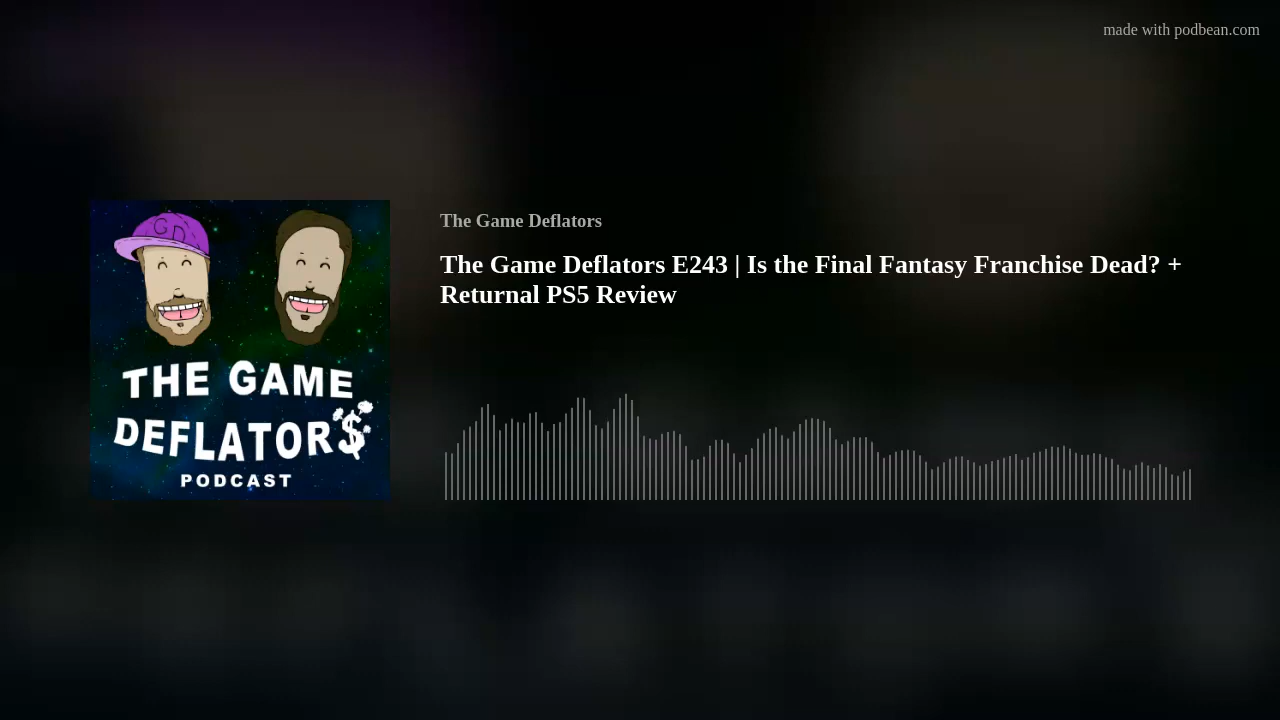 made with podbean.com
GD
THE GAME
DEFLATOR$
PODCAST
The Game Deflators
The Game Deflators E243 | Is the Final Fantasy Franchise Dead? +
Returnal PS5 Review